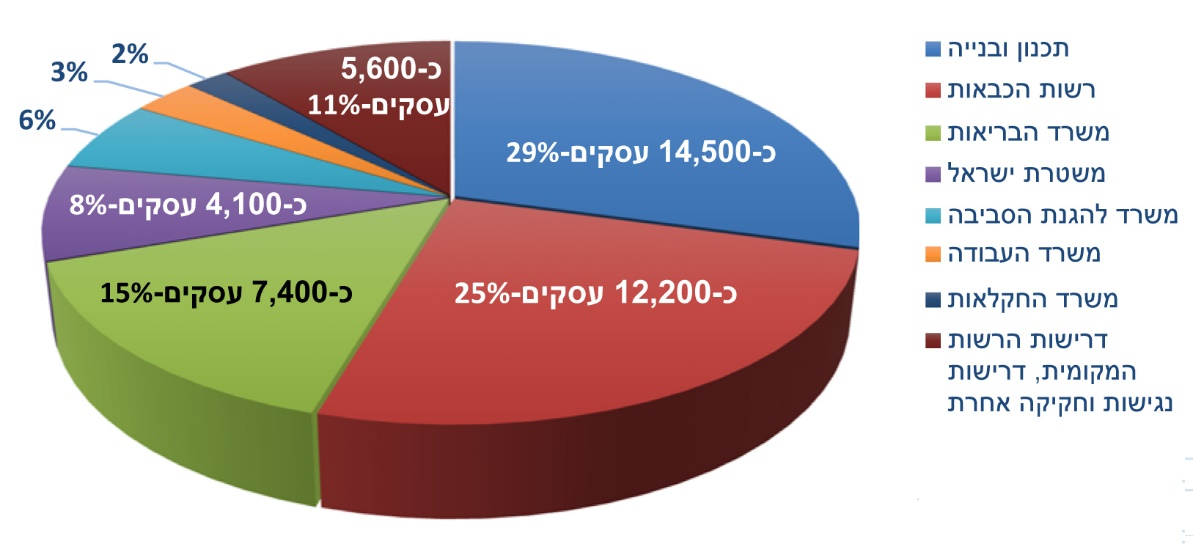 2%
3%
6%
כ-5,600
עסקים-11%
כ-14,500 עסקים-29%
כ-4,100 עסקים-8%
כ-7,400 עסקים-15%
כ-12,200 עסקים-25%
תכנון ובנייה
רשות הכבאות
משרד הבריאות
משטרת ישראל
משרד להגנת הסביבה
משרד העבודה
משרד החקלאות
דרישות הרשות
המקומית, דרישות
נגישות וחקיקה אחרת